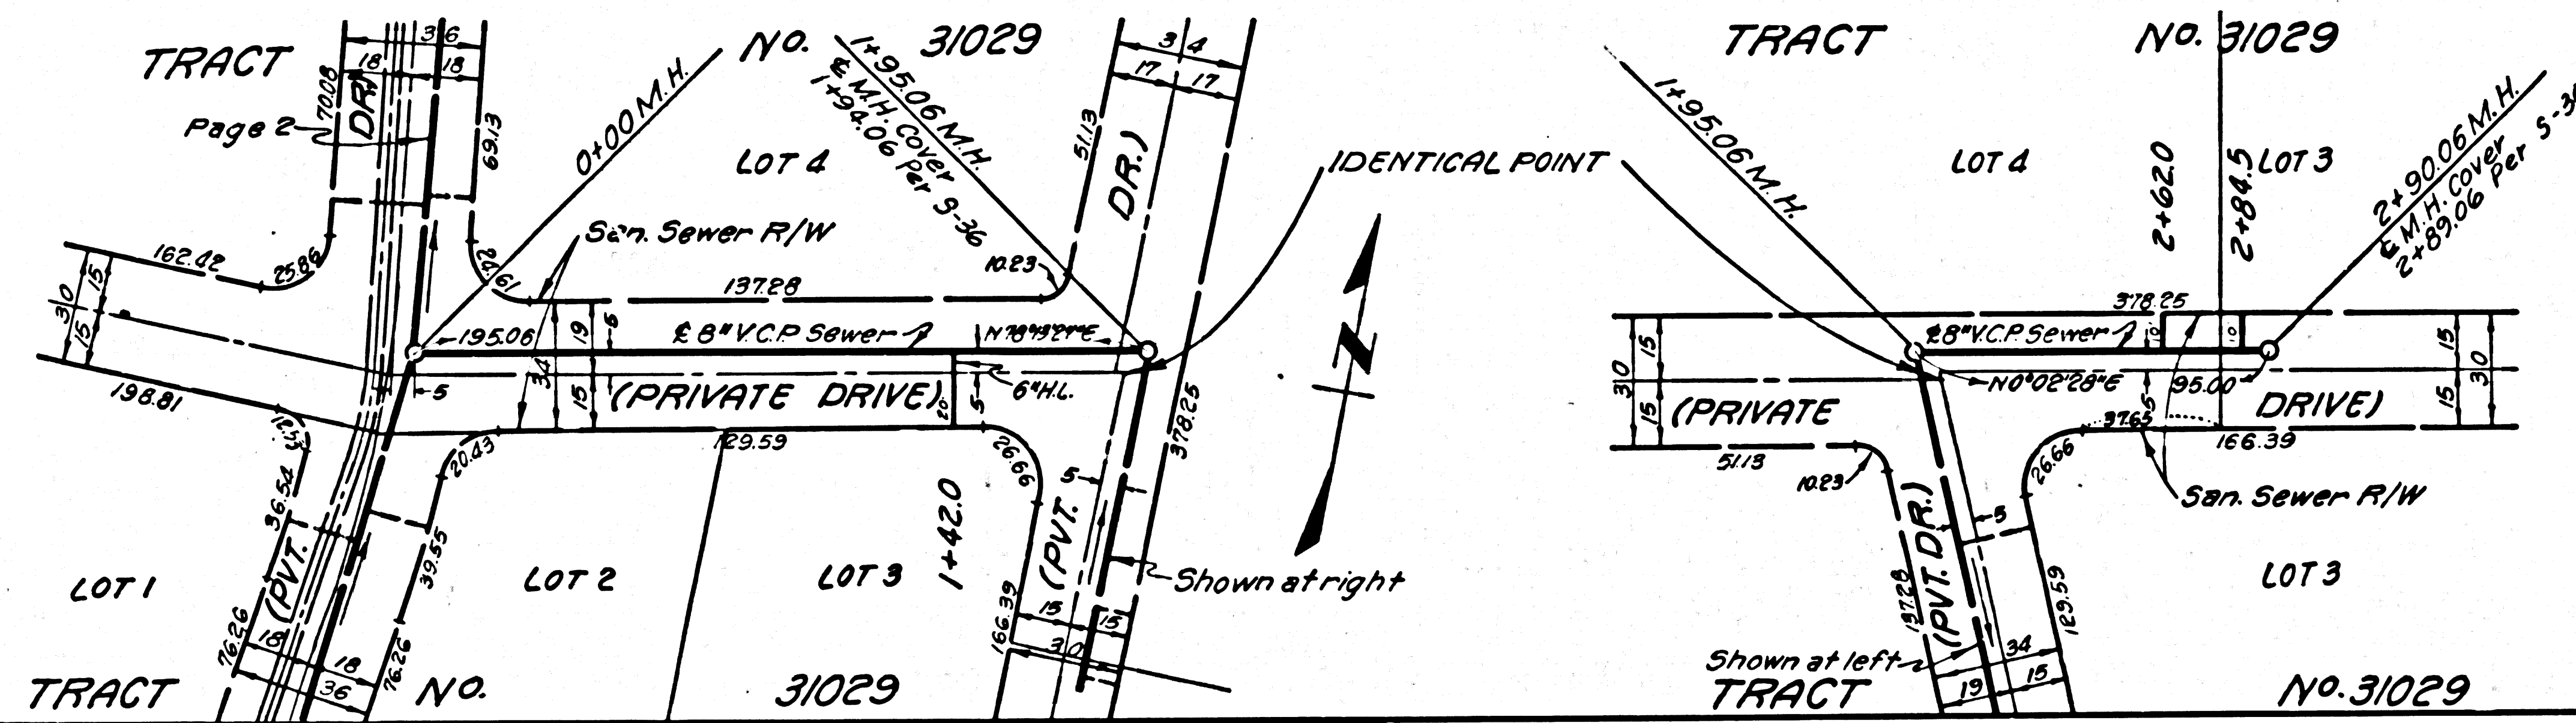 TRACT No. 31029
36
18 18
70.08
DR.
Page 2
69.13
0+00 M.H.
LOT 4
1+95.06 M.H.
℄ M.H. Cover
1+94.06 Per S-36
34
17 17
51.13
DR.)
IDENTICAL POINT
San. Sewer R/W
162.42
25.86
24.61
10.23
137.28
30
15
15
195.06
19
5
℄ 8" V.C.P. Sewer
34
15
5
(PRIVATE DRIVE)
6" H.L.
20
5
198.81
20.43
129.59
26.66
378.25
N
36.54
(PVT.
39.55
LOT 1
LOT 2
LOT 3
1+42.0
(PVT.
5
Shown at right
166.39
15 15
30
76.26
18 18
36
76.26
TRACT No. 31029
TRACT No. 31029
1+95.06 M.H.
LOT 4
2+62.0
2+84.5
LOT 3
2+90.06 M.H.
℄ M.H. Cover
2+89.06 Per
378.25
30
15
15
℄ 8" V.C.P. Sewer
10
10
15
15
30
N0°02'28"E
95.00
5
(PRIVATE DRIVE)
37.65
166.39
51.13
10.23
26.66
San. Sewer R/W
(PVT. DR.)
5
137.28
129.59
LOT 3
Shown at left
34
19 15
TRACT No. 31029